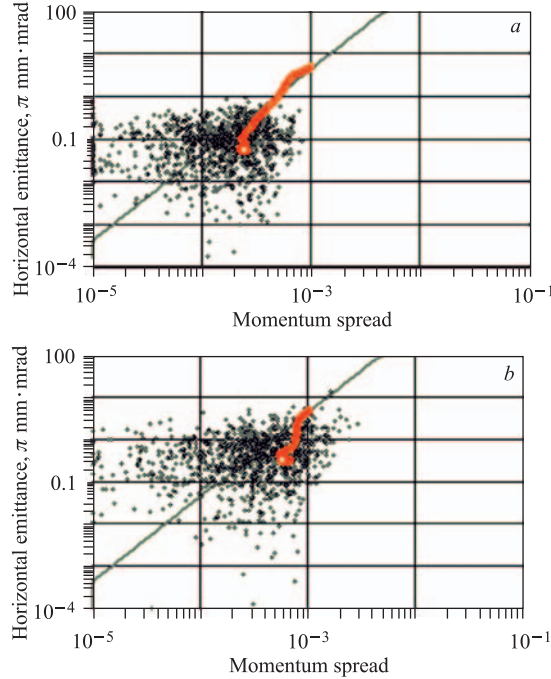 100
a
Horizontal emittance, π mm·mrad
0.1
10−4
10−5
10−3
10−1
Momentum spread
100
b
Horizontal emittance, π mm·mrad
0.1
10−4
10−5
10−3
10−1
Momentum spread